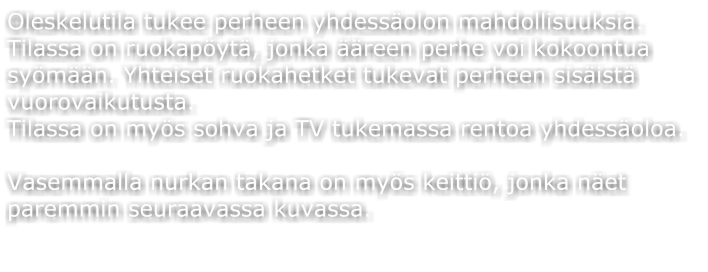 Oleskelutila tukee perheen yhdessäolon mahdollisuuksia.
Tilassa on ruokapöytä, jonka ääreen perhe voi kokoontua
syömään. Yhteiset ruokahetket tukevat perheen sisäistä
vuorovaikutusta.
Tilassa on myös sohva ja TV tukemassa rentoa yhdessäoloa.
Vasemmalla nurkan takana on myös keittiö, jonka näet
paremmin seuraavassa kuvassa.